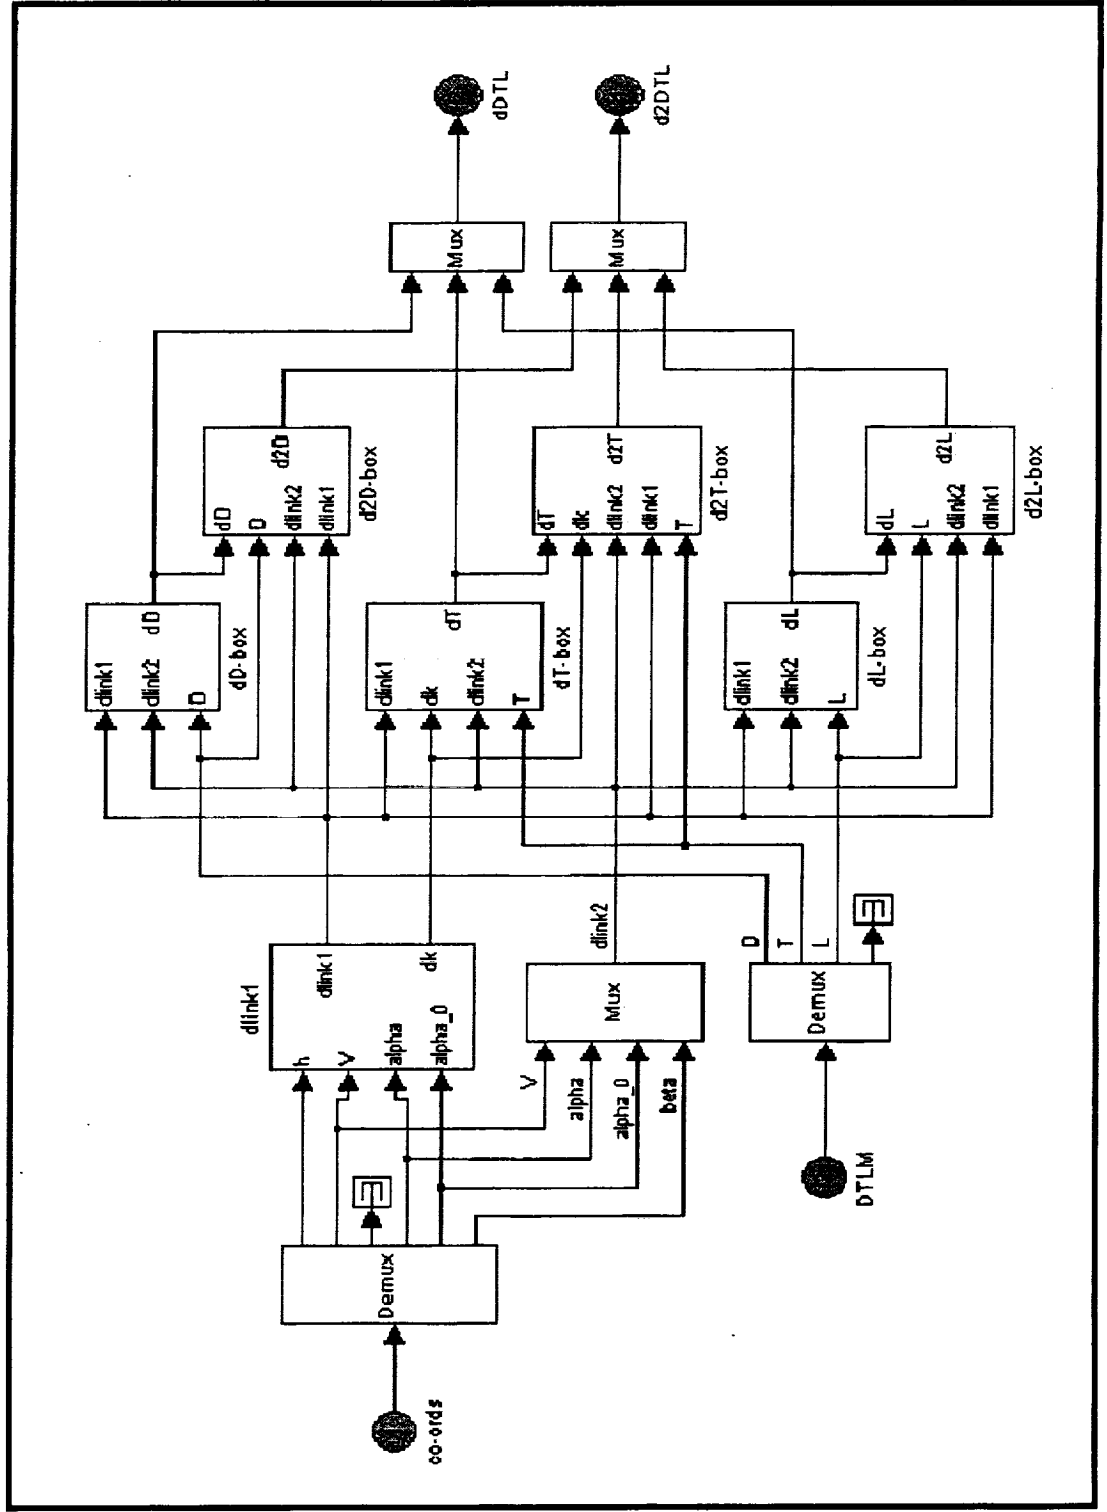 co-ords
Demux
h
V
alpha
alpha_0
dlink1
dk
dlink1
V
alpha
alpha_0
beta
Mux
dlink2
DTLM
Demux
D
T
L
dlink1
dlink2
D
dD
dD-box
dD
D
dlink2
dlink1
d2D
d2D-box
dlink1
dk
dlink2
T
dT
dT-box
dT
dk
dlink2
dlink1
T
d2T
d2T-box
dlink1
dlink2
L
dL
dL-box
dL
L
dlink2
dlink1
d2L
d2L-box
Mux
dDTL
Mux
d2DTL